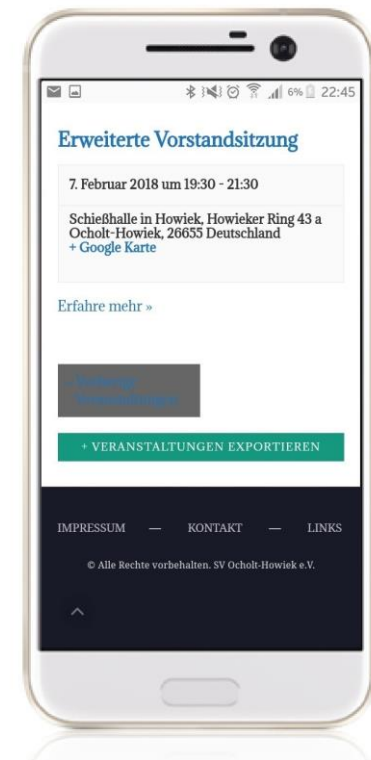 6% 22:45
Erweiterte Vorstandsitzung
7. Februar 2018 um 19:30 - 21:30
Schießhalle in Howiek, Howieker Ring 43 a
Ocholt-Howiek, 26655 Deutschland
+ Google Karte
Erfahre mehr »
+ VERANSTALTUNGEN EXPORTIEREN
IMPRESSUM — KONTAKT — LINKS
© Alle Rechte vorbehalten. SV Ocholt-Howiek e.V.